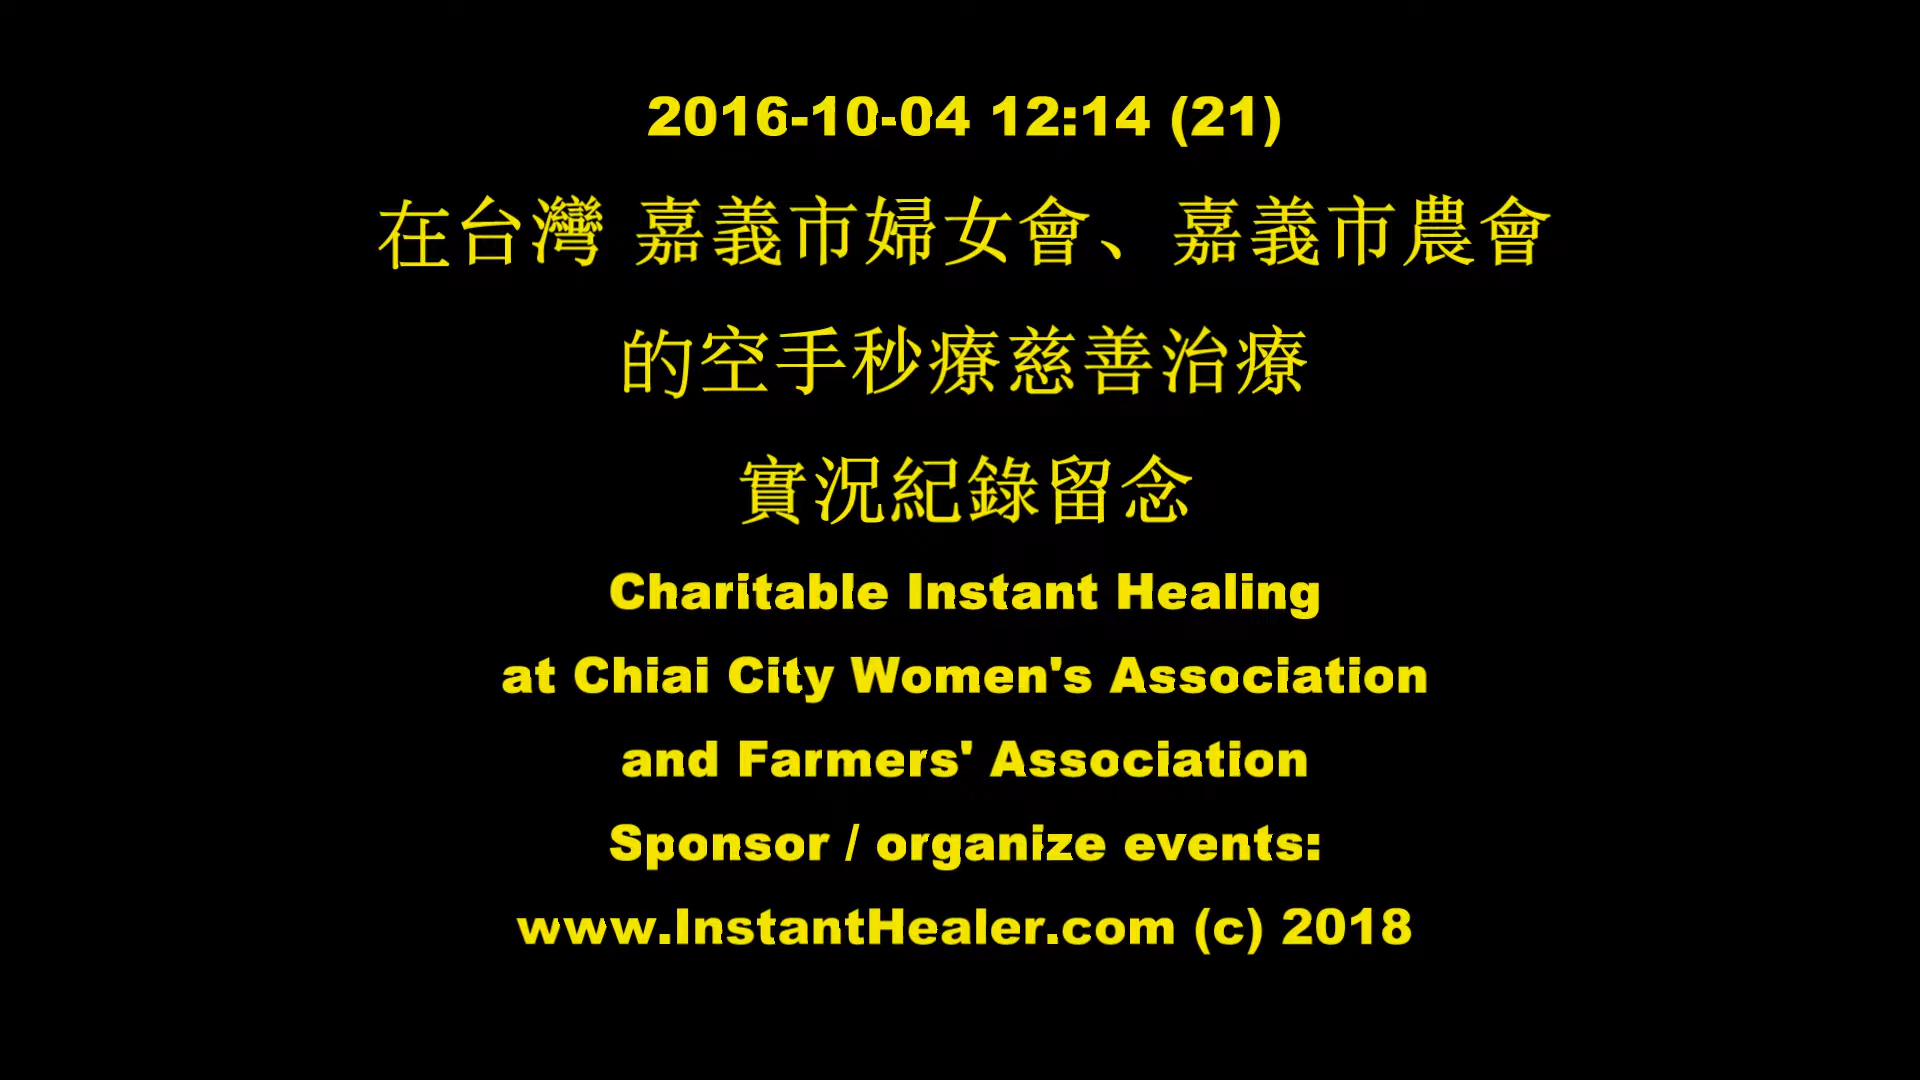 2016-10-04 12:14 (21)
在台灣 嘉義市婦女會、嘉義市農會
的空手秒療慈善治療
實況紀錄留念
Charitable Instant Healing
at Chiai City Women's Association
and Farmers' Association
Sponsor / organize events:
www.InstantHealer.com (c) 2018